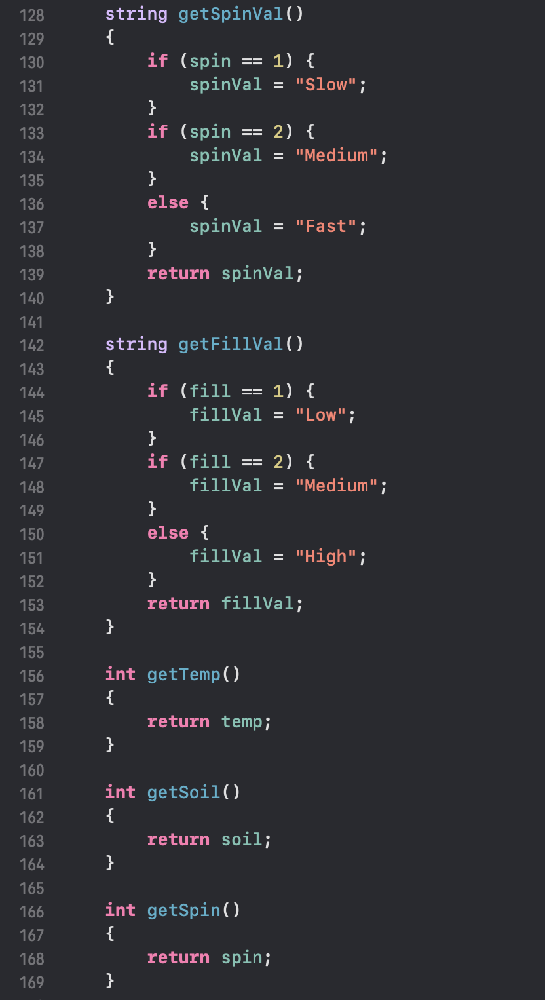 128 string getSpinVal()
129 {
130     if (spin == 1) {
131         spinVal = "Slow";
132     }
133     if (spin == 2) {
134         spinVal = "Medium";
135     }
136     else {
137         spinVal = "Fast";
138     }
139     return spinVal;
140 }
141
142 string getFillVal()
143 {
144     if (fill == 1) {
145         fillVal = "Low";
146     }
147     if (fill == 2) {
148         fillVal = "Medium";
149     }
150     else {
151         fillVal = "High";
152     }
153     return fillVal;
154 }
155
156 int getTemp()
157 {
158     return temp;
159 }
160
161 int getSoil()
162 {
163     return soil;
164 }
165
166 int getSpin()
167 {
168     return spin;
169 }